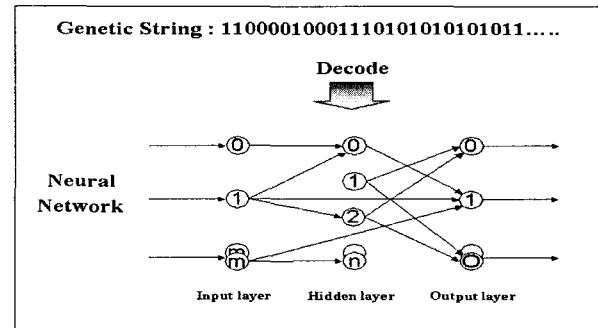 Genetic String : 11000010001110101010101011.....
Decode
0 0 0
1
Neural Network
1 1
2
m n O
Input layer Hidden layer Output layer